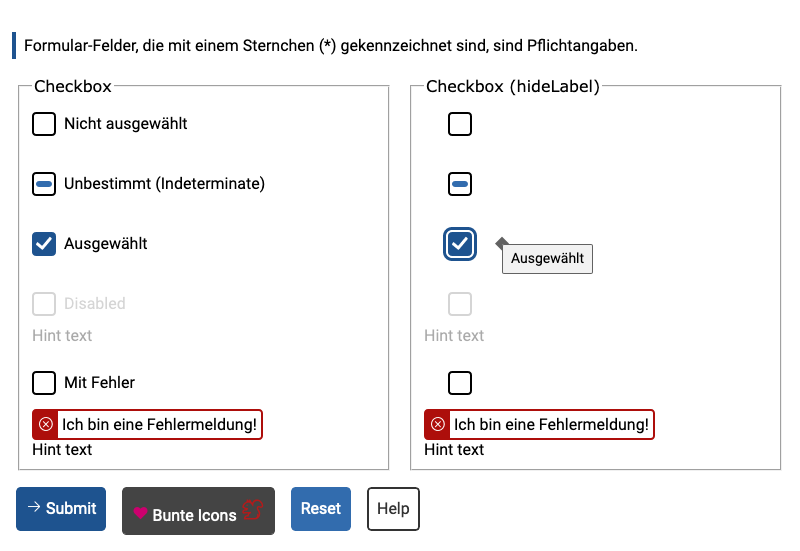 Formular-Felder, die mit einem Sternchen (*) gekennzeichnet sind, sind Pflichtangaben.
Checkbox
Nicht ausgewählt
Unbestimmt (Indeterminate)
Ausgewählt
Disabled
Hint text
Mit Fehler
Ich bin eine Fehlermeldung!
Hint text
Checkbox (hideLabel)
Ausgewählt
Hint text
Ich bin eine Fehlermeldung!
Hint text
Submit
Bunte Icons
Reset
Help